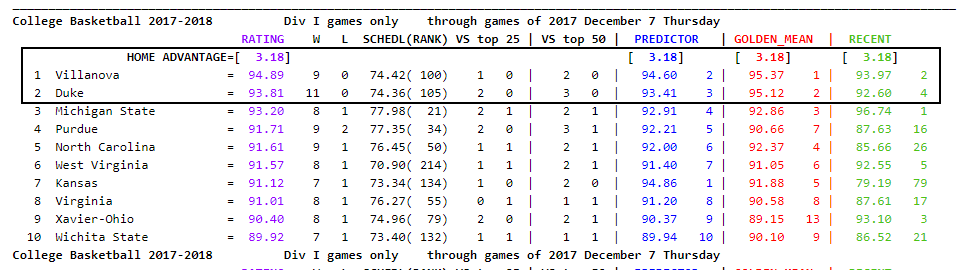 College Basketball 2017-2018 Div I games only through games of 2017 December 7 Thursday
RATING W L SCHEDL(RANK) VS top 25 | VS top 50 | PREDICTOR | GOLDEN_MEAN | RECENT
HOME ADVANTAGE=[ 3.18] [ 3.18] [ 3.18] [ 3.18]
1 Villanova = 94.89 9 0 74.42( 100) 1 0 | 2 0 | 94.60 2 | 95.37 1 | 93.97 2
2 Duke = 93.81 11 0 74.36( 105) 2 0 | 3 0 | 93.41 3 | 95.12 2 | 92.60 4
3 Michigan State = 93.20 8 1 77.98( 21) 2 1 | 2 1 | 92.91 4 | 92.86 3 | 96.74 1
4 Purdue = 91.71 9 2 77.35( 34) 2 0 | 3 1 | 92.21 5 | 90.66 7 | 87.63 16
5 North Carolina = 91.61 9 1 76.45( 50) 1 1 | 2 1 | 92.00 6 | 92.37 4 | 85.66 26
6 West Virginia = 91.57 8 1 70.90( 214) 1 1 | 2 1 | 91.40 7 | 91.05 6 | 92.55 5
7 Kansas = 91.12 7 1 73.34( 134) 1 0 | 2 0 | 94.86 1 | 91.88 5 | 79.19 79
8 Virginia = 91.01 8 1 76.27( 55) 0 1 | 1 1 | 91.20 8 | 90.58 8 | 87.61 17
9 Xavier-Ohio = 90.40 8 1 74.96( 79) 2 0 | 2 1 | 90.37 9 | 89.15 13 | 93.10 3
10 Wichita State = 89.92 7 1 73.40( 132) 1 1 | 1 1 | 89.94 10 | 90.10 9 | 86.52 21
College Basketball 2017-2018 Div I games only through games of 2017 December 7 Thursday